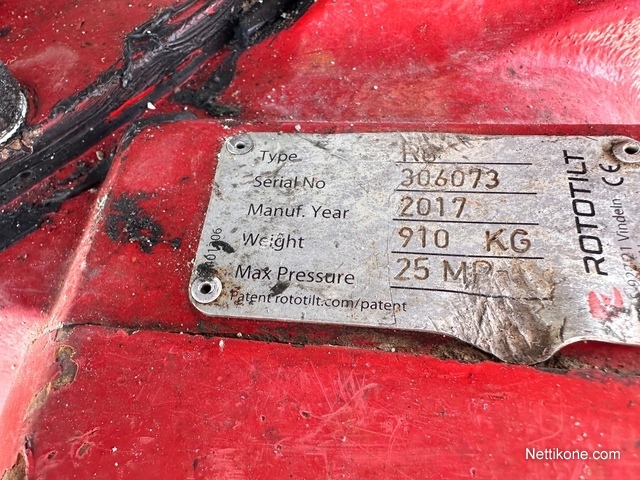 Type
Serial No 306073
Manuf. Year 2017
Weight 910 KG
Max Pressure 25
Patent rototilt.com/patent
ROTOTILT
CE
Vindeln
Nettikone.com